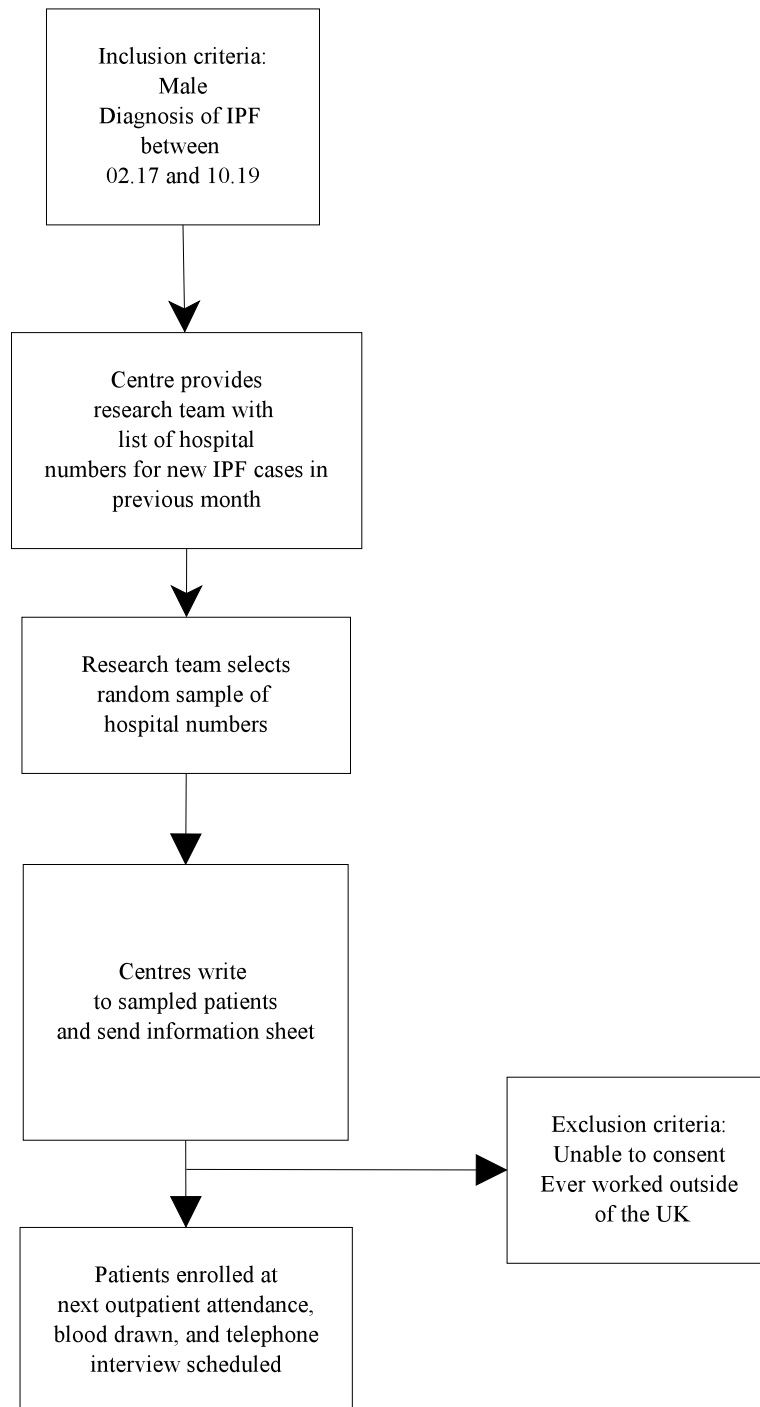 Inclusion criteria:
Male
Diagnosis of IPF
between
02.17 and 10.19
Centre provides
research team with
list of hospital
numbers for new IPF cases in
previous month
Research team selects
random sample of
hospital numbers
Centres write
to sampled patients
and send information sheet
Exclusion criteria:
Unable to consent
Ever worked outside
of the UK
Patients enrolled at
next outpatient attendance,
blood drawn, and telephone
interview scheduled